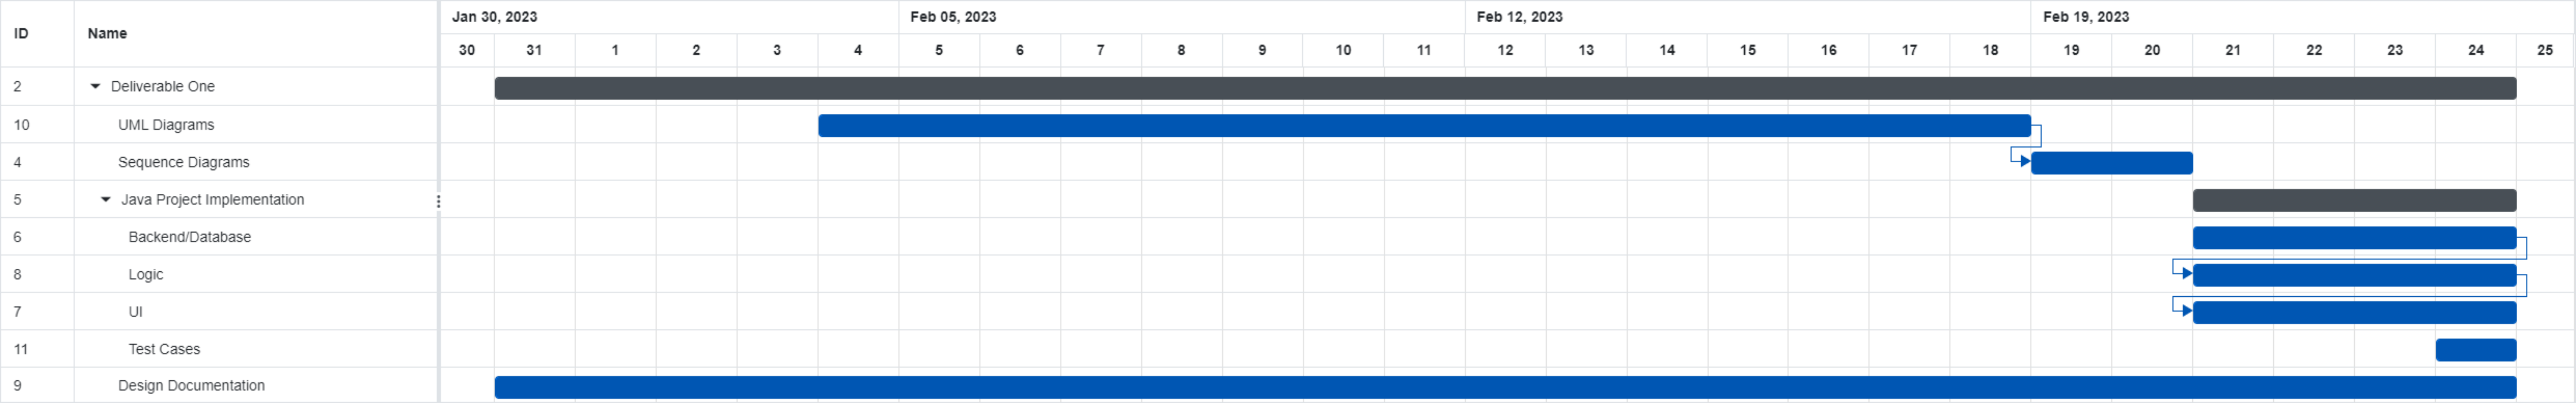 Jan 30, 2023 Feb 05, 2023 Feb 12, 2023 Feb 19, 2023
ID Name
30 31 1 2 3 4 5 6 7 8 9 10 11 12 13 14 15 16 17 18 19 20 21 22 23 24 25
2 Deliverable One
10 UML Diagrams
4 Sequence Diagrams
5 Java Project Implementation
6 Backend/Database
8 Logic
7 UI
11 Test Cases
9 Design Documentation